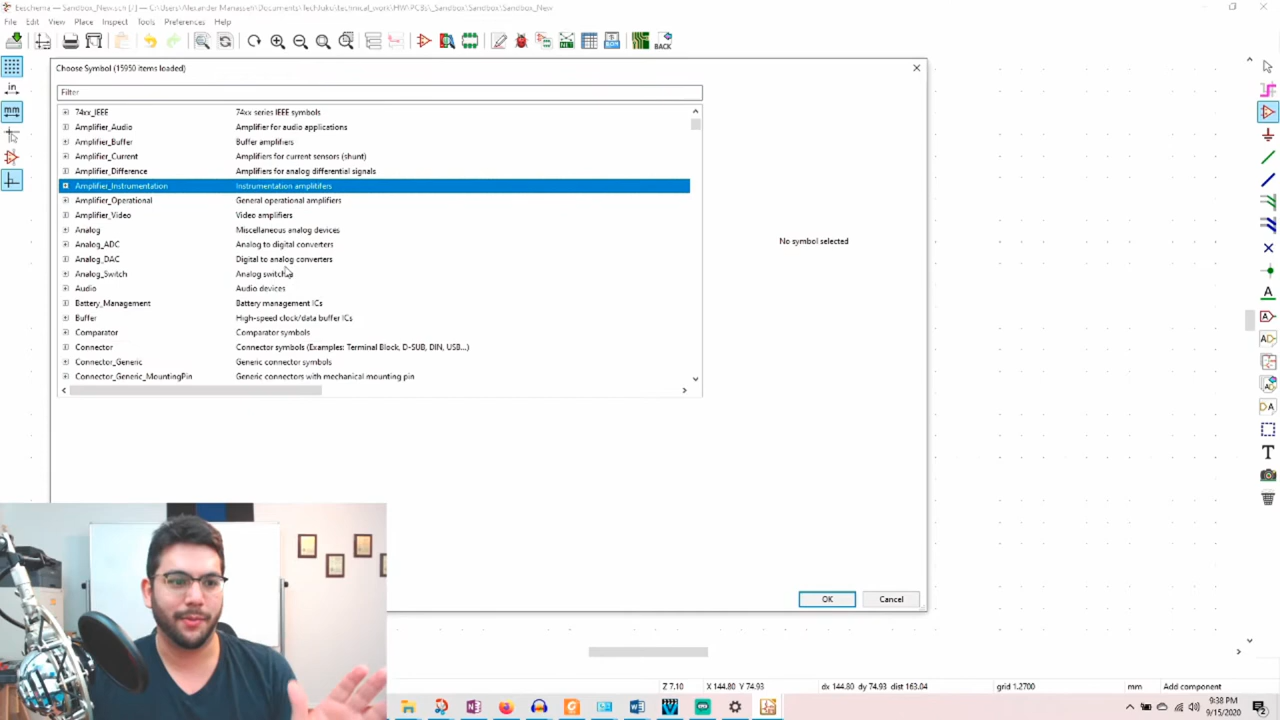 Eeschema — Sandbox_New.sch [/] — C:\Users\Alexander Manasseh\Documents\Techluko\technical_work\HW\PCBs\_Sandbox\Sandbox\Sandbox_New
File Edit View Place Inspect Tools Preferences Help
BOM
BACK
Choose Symbol (15950 items loaded)
Filter
74xx_IEEE 74xx series IEEE symbols
Amplifier_Audio Amplifier for audio applications
Amplifier_Buffer Buffer amplifiers
Amplifier_Current Amplifiers for current sensors (shunt)
Amplifier_Difference Amplifiers for analog differential signals
Amplifier_Instrumentation Instrumentation amplitifers
Amplifier_Operational General operational amplifiers
Amplifier_Video Video amplifiers
Analog Miscellaneous analog devices
Analog_ADC Analog to digital converters
Analog_DAC Digital to analog converters
Analog_Switch Analog switches
Audio Audio devices
Battery_Management Battery management ICs
Buffer High-speed clock/data buffer ICs
Comparator Comparator symbols
Connector Connector symbols (Examples: Terminal Block, D-SUB, DIN, USB...)
Connector_Generic Generic connector symbols
Connector_Generic_MountingPin Generic connectors with mechanical mounting pin
No symbol selected
OK Cancel
in
mm
Z 7.10 X 144.80 Y 74.93 dx 144.80 dy 74.93 dist 163.04 grid 1.2700 mm Add component
9:38 PM
9/15/2020